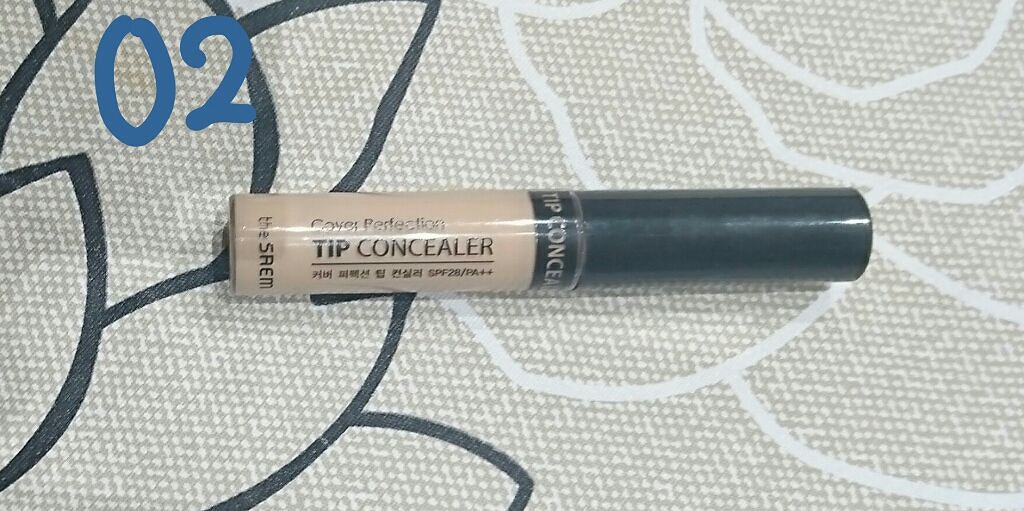 02
the SAEM
Cover Perfection
TIP CONCEALER
커버 퍼펙션 팁 컨실러 SPF28/PA++
TIP CONCEA